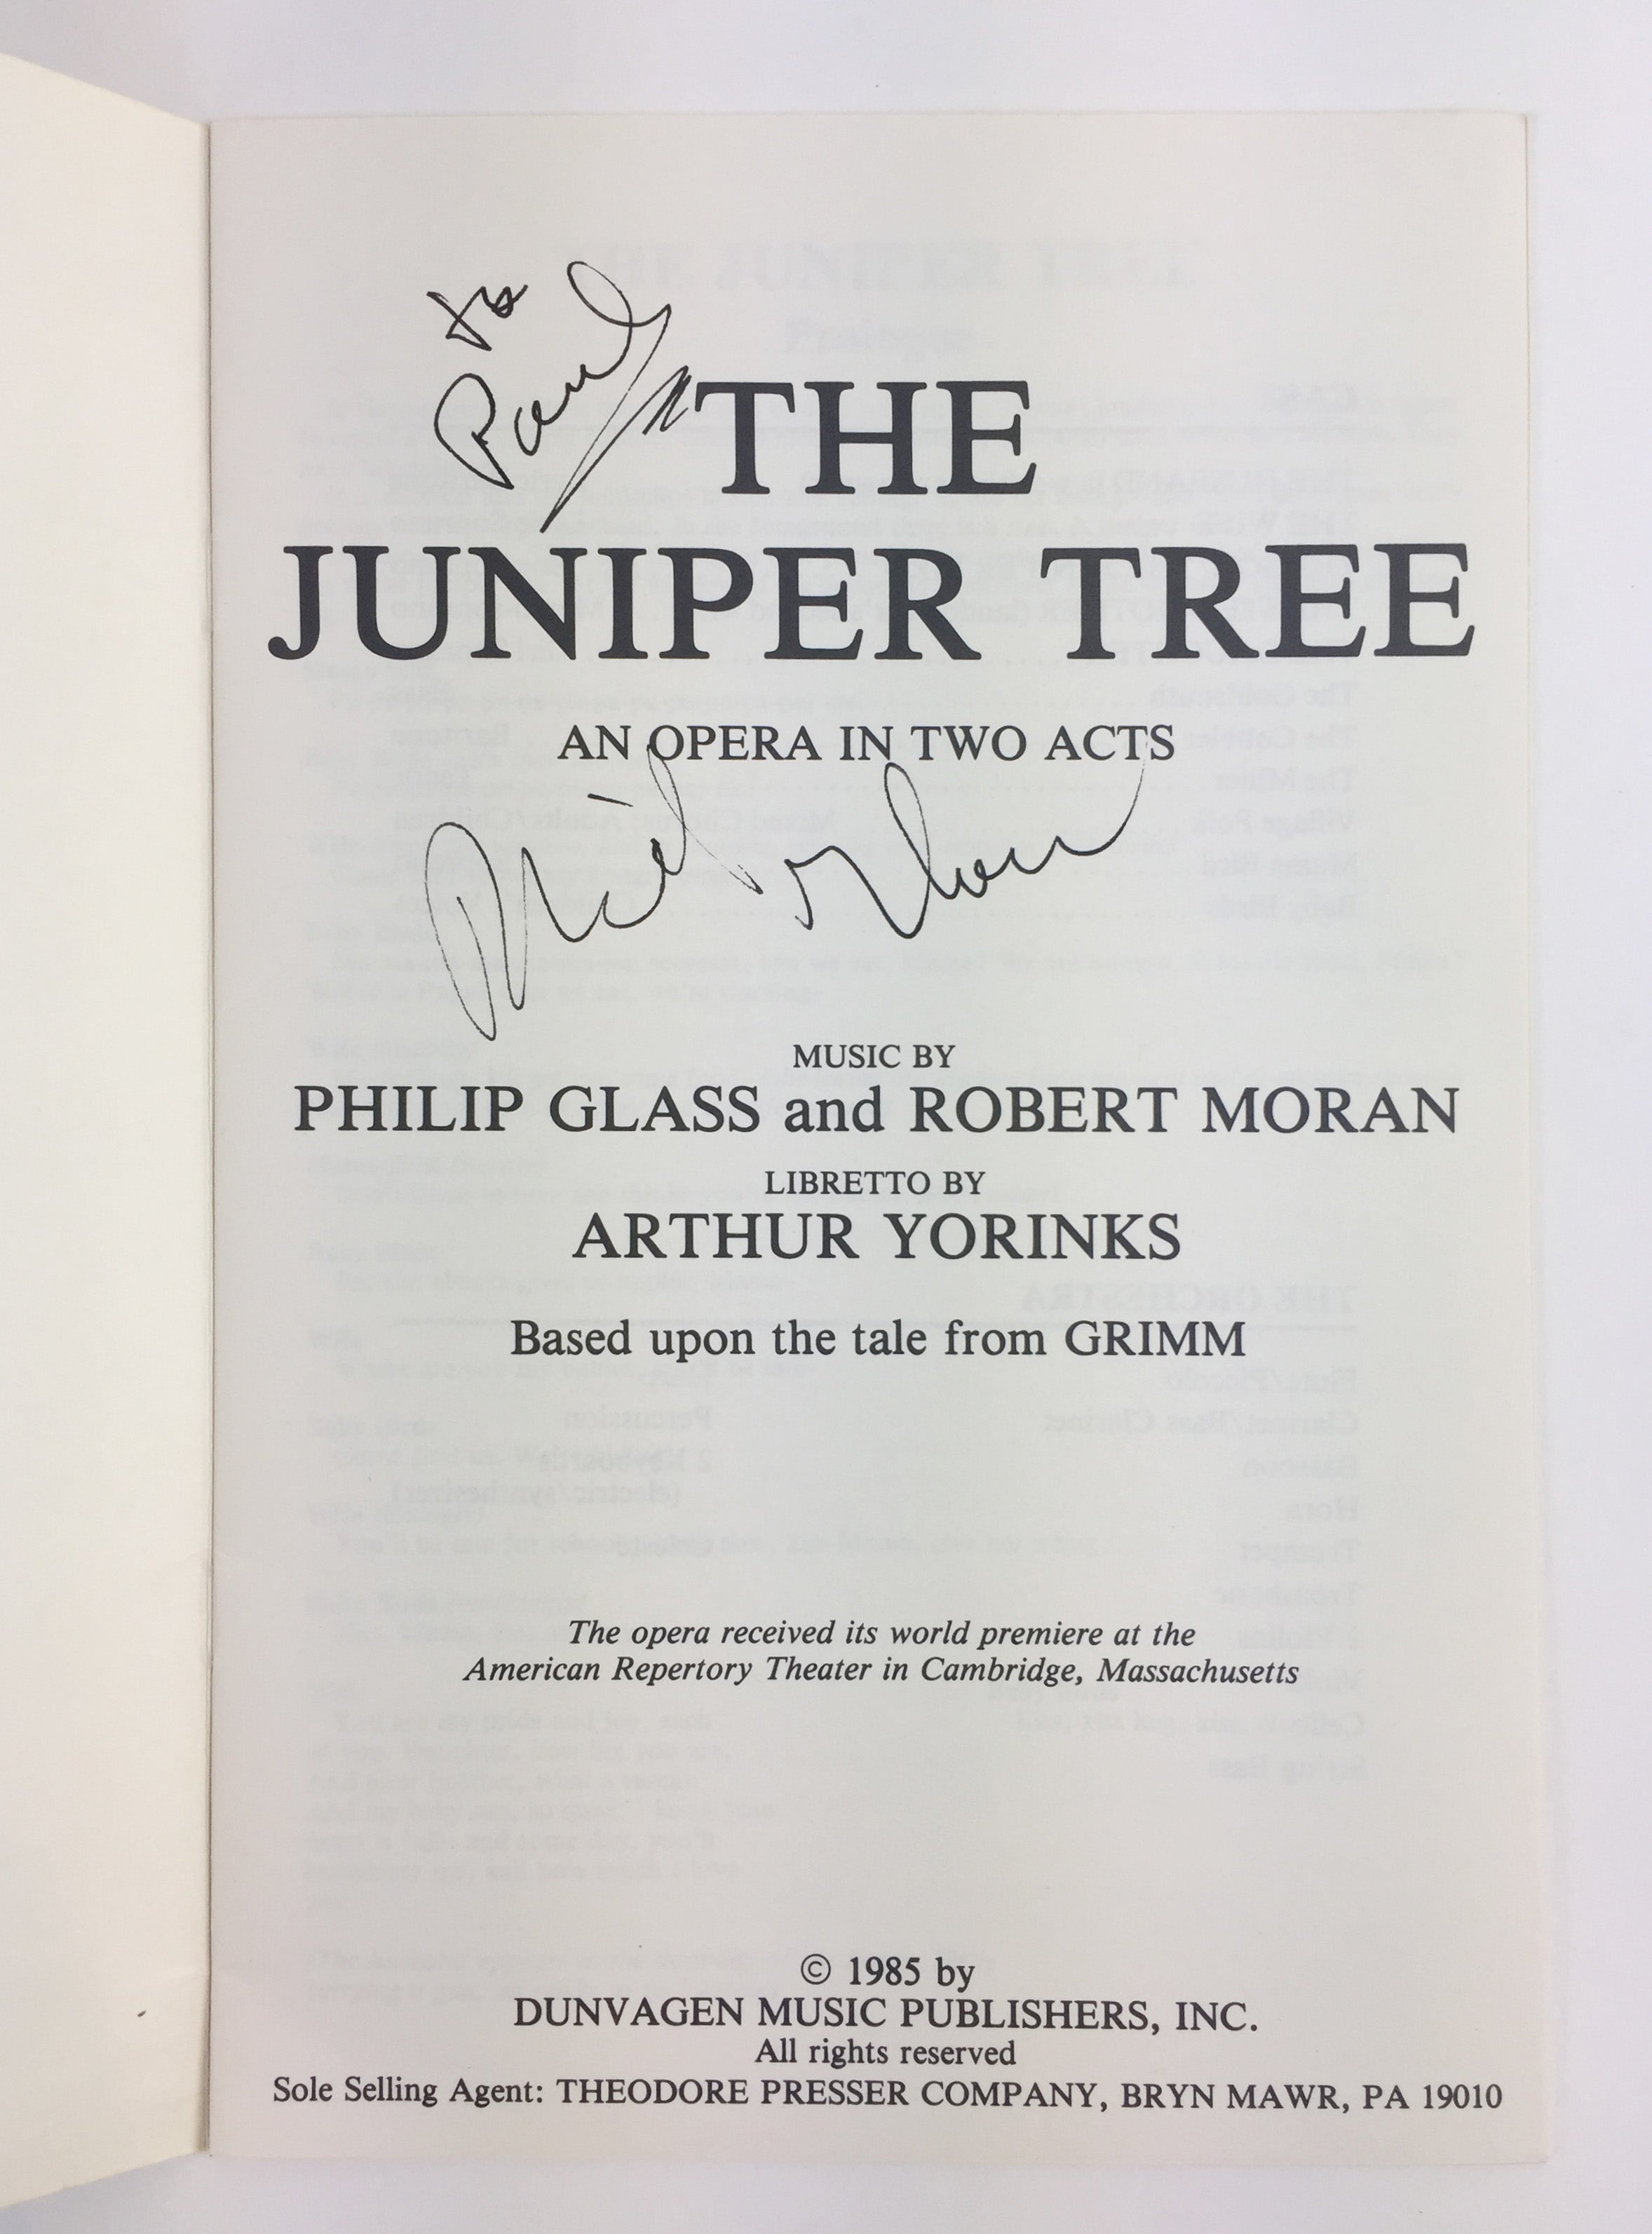 to
Paul
THE
JUNIPER TREE
AN OPERA IN TWO ACTS
MUSIC BY
PHILIP GLASS and ROBERT MORAN
LIBRETTO BY
ARTHUR YORINKS
Based upon the tale from GRIMM
The opera received its world premiere at the
American Repertory Theater in Cambridge, Massachusetts
© 1985 by
DUNVAGEN MUSIC PUBLISHERS, INC.
All rights reserved
Sole Selling Agent: THEODORE PRESSER COMPANY, BRYN MAWR, PA 19010